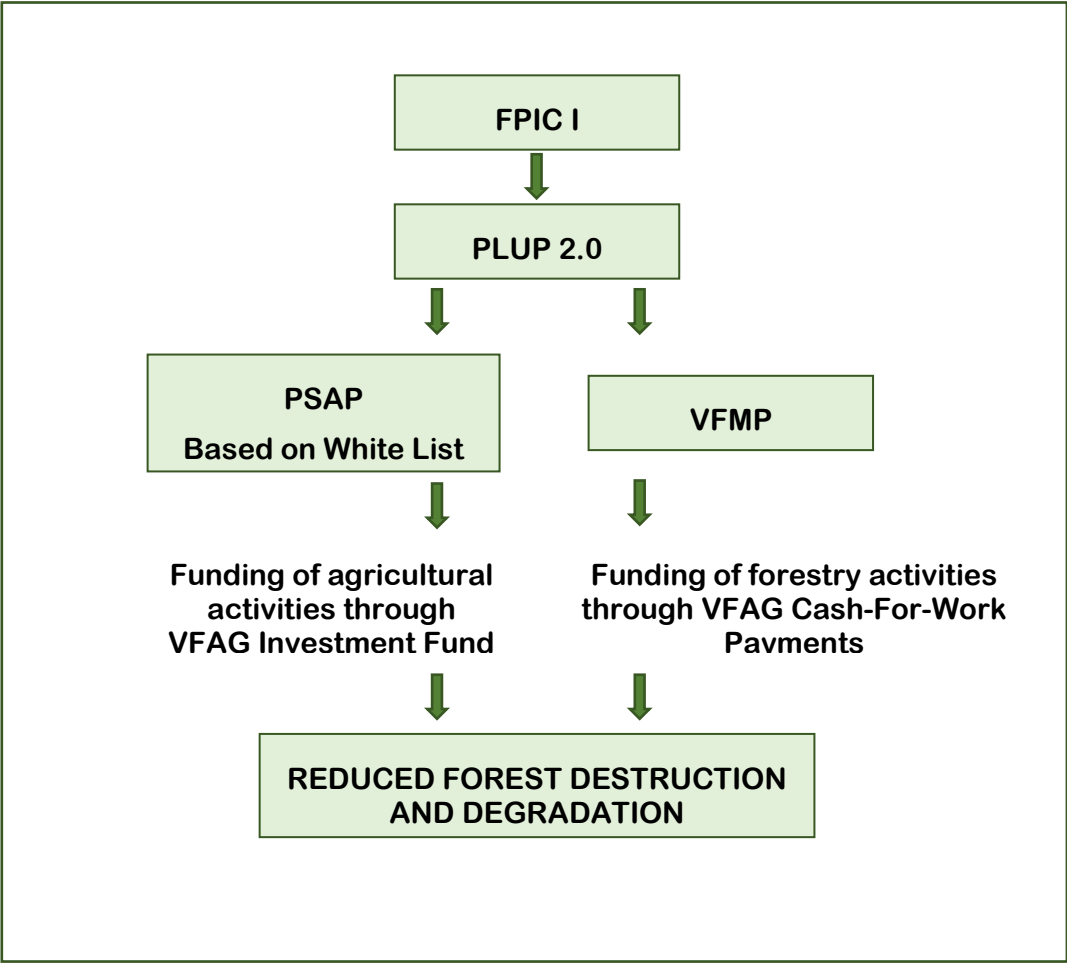 FPIC I
PLUP 2.0
PSAP
Based on White List
VFMP
Funding of agricultural
activities through
VFAG Investment Fund
Funding of forestry activities
through VFAG Cash-For-Work
Payments
REDUCED FOREST DESTRUCTION
AND DEGRADATION